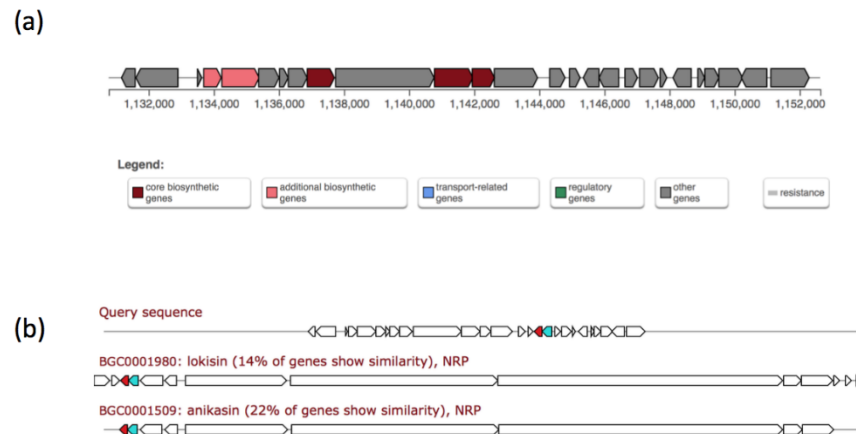 (a)
1,132,000 1,134,000 1,136,000 1,138,000 1,140,000 1,142,000 1,144,000 1,146,000 1,148,000 1,150,000 1,152,000
Legend:
core biosynthetic genes
additional biosynthetic genes
transport-related genes
regulatory genes
other genes
resistance
(b)
Query sequence
BGC0001980: lokisin (14% of genes show similarity), NRP
BGC0001509: anikasin (22% of genes show similarity), NRP